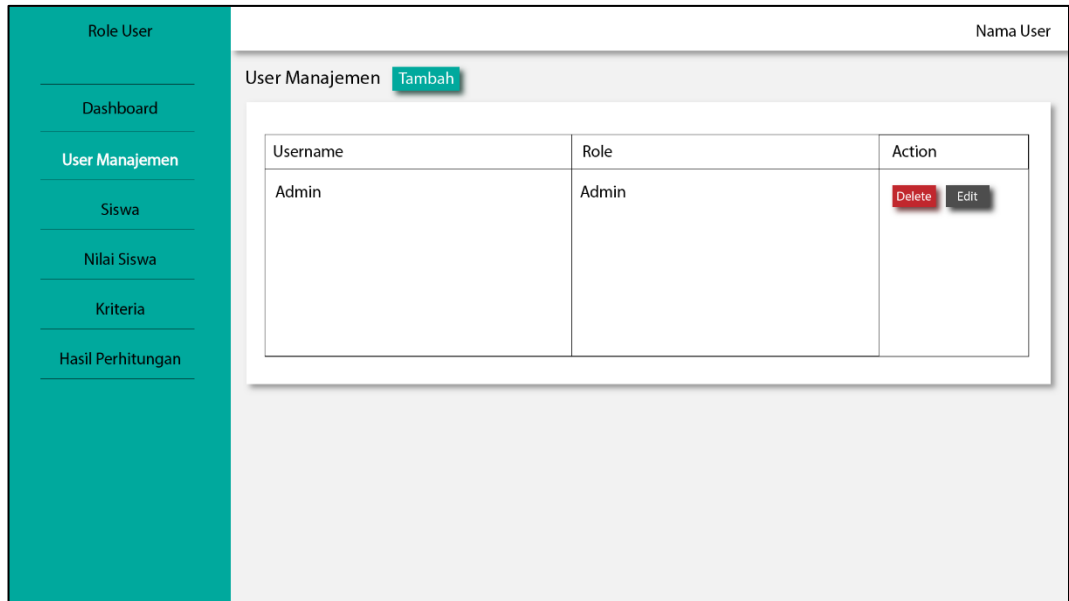 Role User
Nama User
Dashboard
User Manajemen
Siswa
Nilai Siswa
Kriteria
Hasil Perhitungan
User Manajemen Tambah
Username Role Action
Admin Admin Delete Edit